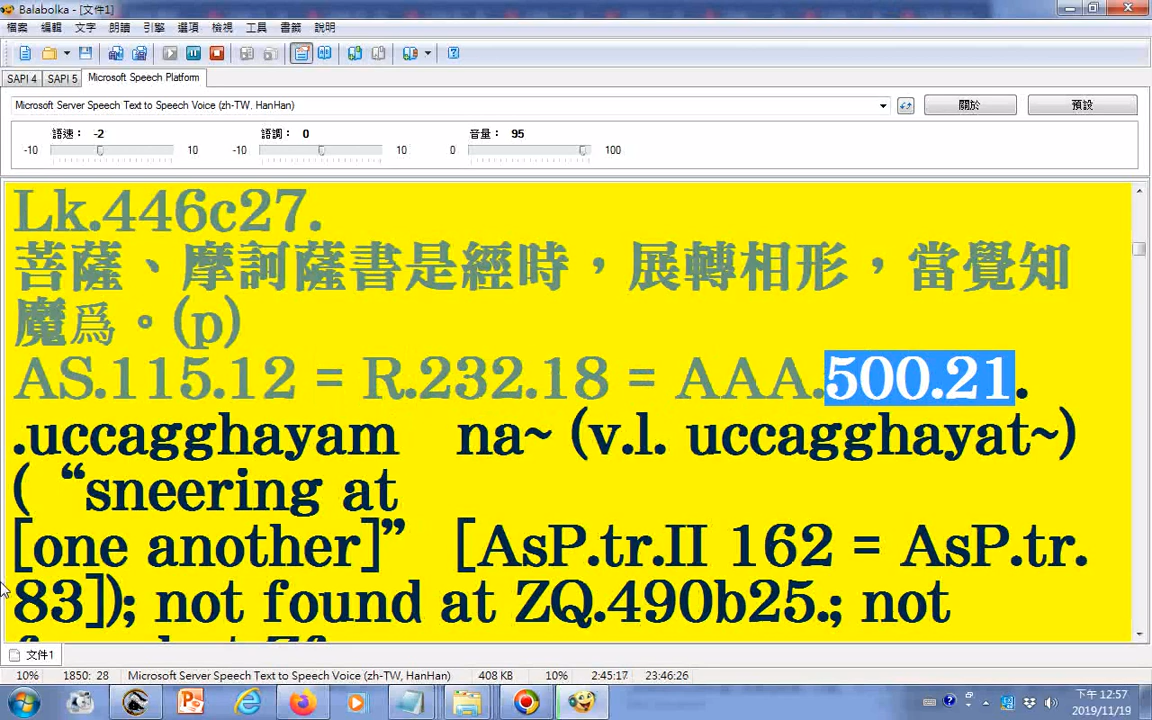 Balabolka - [文件1]
檔案 編輯 文字 朗讀 引擎 選項 檢視 工具 書籤 說明
SAPI 4 SAPI 5 Microsoft Speech Platform
Microsoft Server Speech Text to Speech Voice (zh-TW, HanHan) 關於 預設
語速： -2 語調： 0 音量： 95
-10 10 -10 10 0 100
Lk.446c27.
菩薩、摩訶薩書是經時，展轉相形，當覺知
魔爲。(p)
AS.115.12 = R.232.18 = AAA.500.21.
.uccagghayam na~ (v.l. uccagghayat~)
( “sneering at
[one another]” [AsP.tr.II 162 = AsP.tr.
83]); not found at ZQ.490b25.; not
文件1
10% 1850: 28 Microsoft Server Speech Text to Speech Voice (zh-TW, HanHan) 408 KB 10% 2:45:17 23:46:26
下午 12:57
2019/11/19